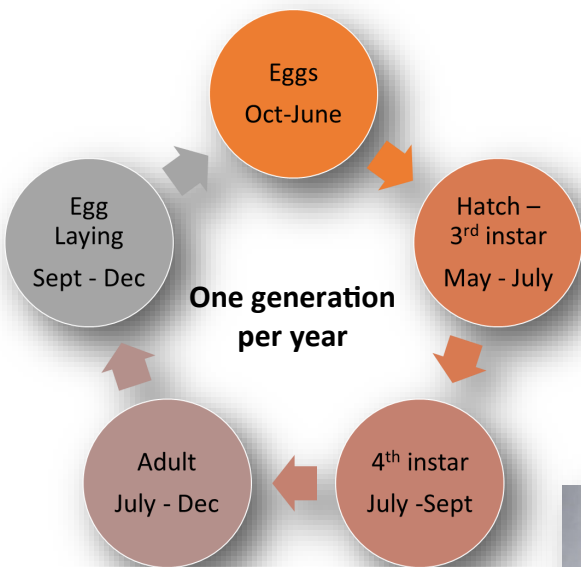 Eggs
Oct-June
Hatch –
3rd instar
May - July
4th instar
July -Sept
Adult
July - Dec
Egg
Laying
Sept - Dec
One generation
per year